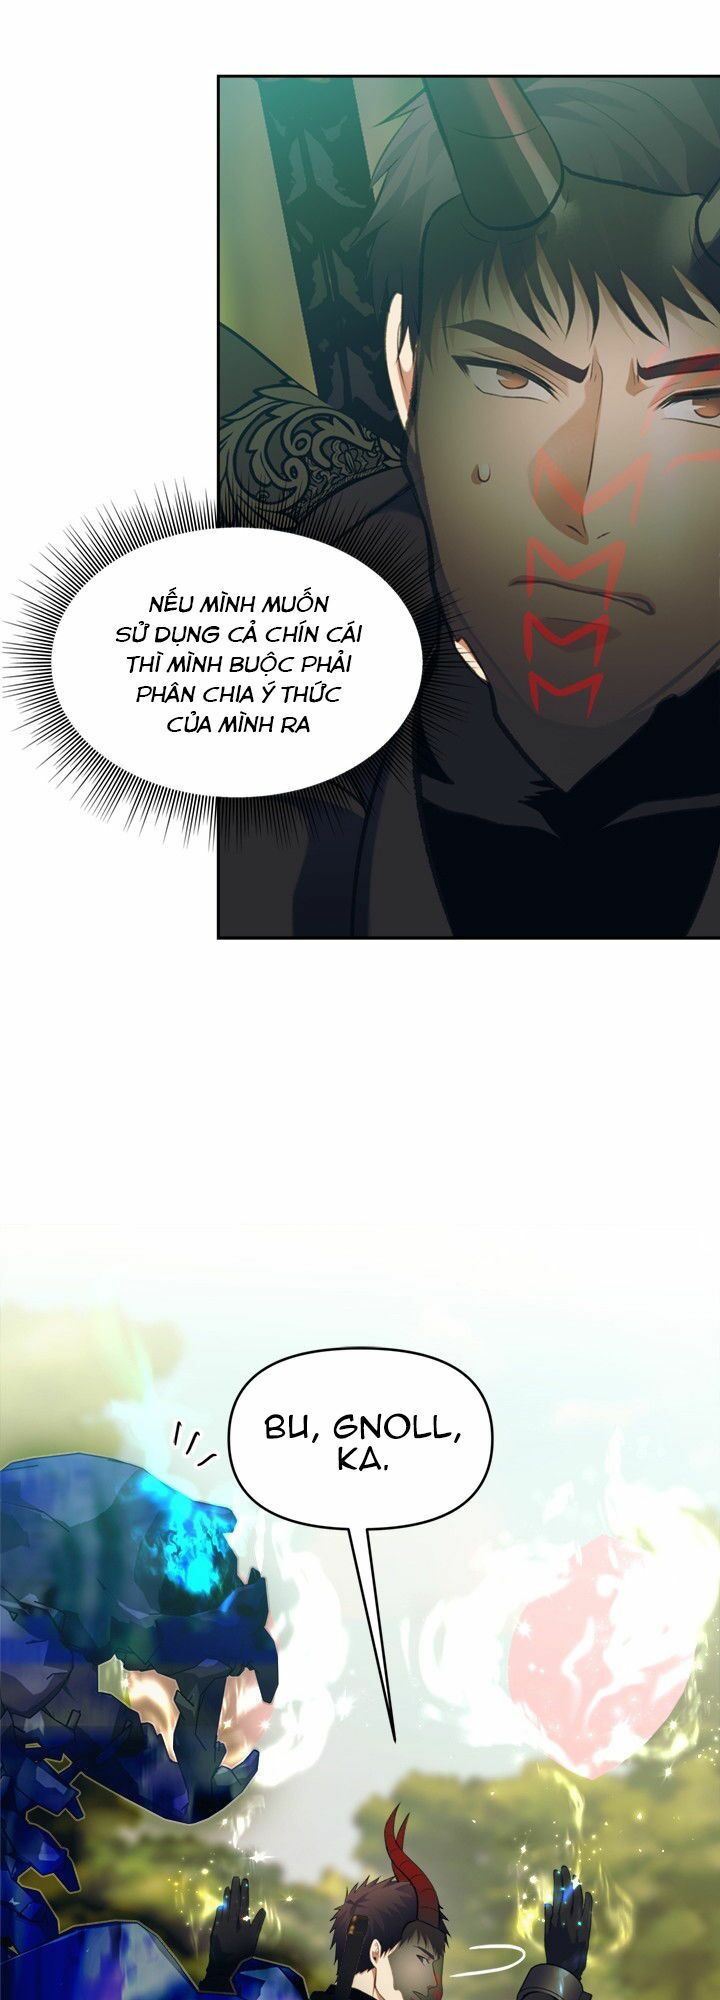 NẾU MÌNH MUỐN
SỬ DỤNG CẢ CHÍN CÁI
THÌ MÌNH BUỘC PHẢI
PHÂN CHIA Ý THỨC
CỦA MÌNH RA
BU, GNOLL,
KA.